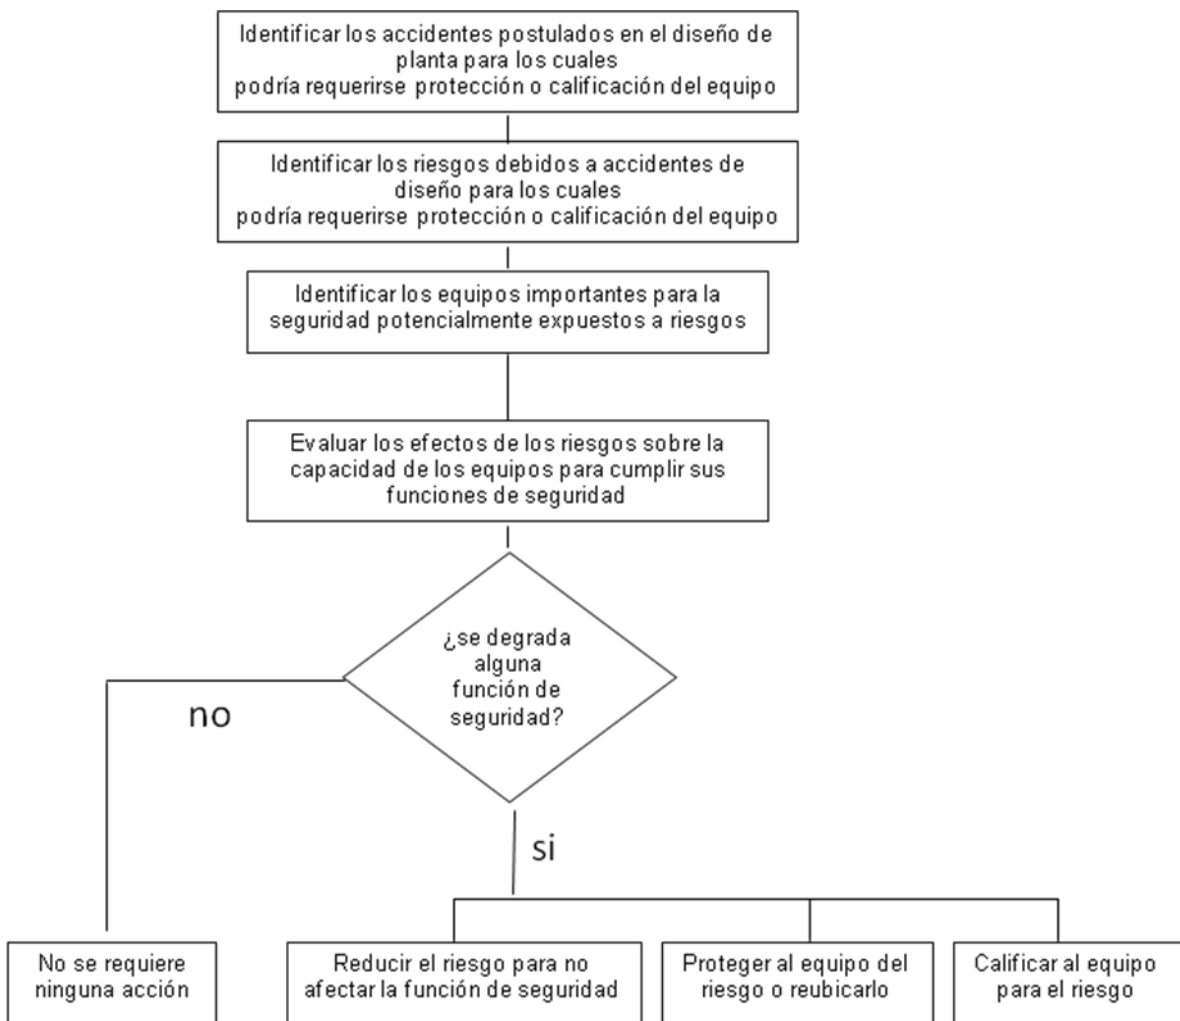 Identificar los accidentes postulados en el diseño de
planta para los cuales
podría requerirse protección o calificación del equipo
Identificar los riesgos debidos a accidentes de
diseño para los cuales
podría requerirse protección o calificación del equipo
Identificar los equipos importantes para la
seguridad potencialmente expuestos a riesgos
Evaluar los efectos de los riesgos sobre la
capacidad de los equipos para cumplir sus
funciones de seguridad
¿se degrada
alguna
función de
seguridad?
no
si
No se requiere
ninguna acción
Reducir el riesgo para no
afectar la función de seguridad
Proteger al equipo del
riesgo o reubicarlo
Calificar al equipo
para el riesgo